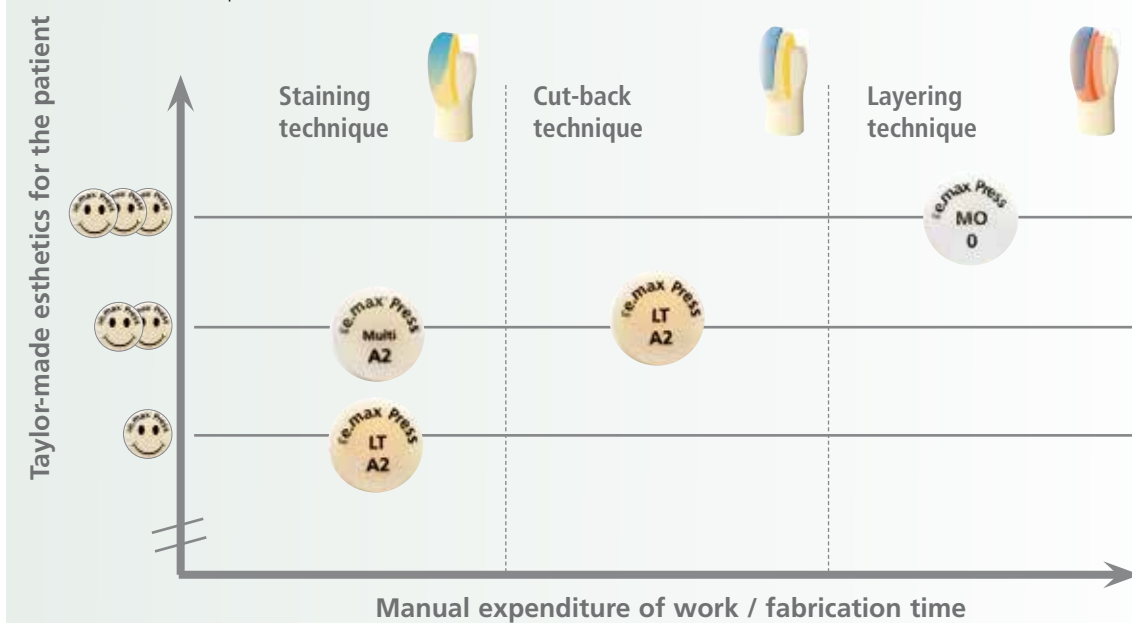 Taylor-made esthetics for the patient
Staining
technique
Cut-back
technique
Layering
technique
e.max Press
MO
0
e.max Press
Multi
A2
e.max Press
LT
A2
e.max Press
LT
A2
Manual expenditure of work / fabrication time